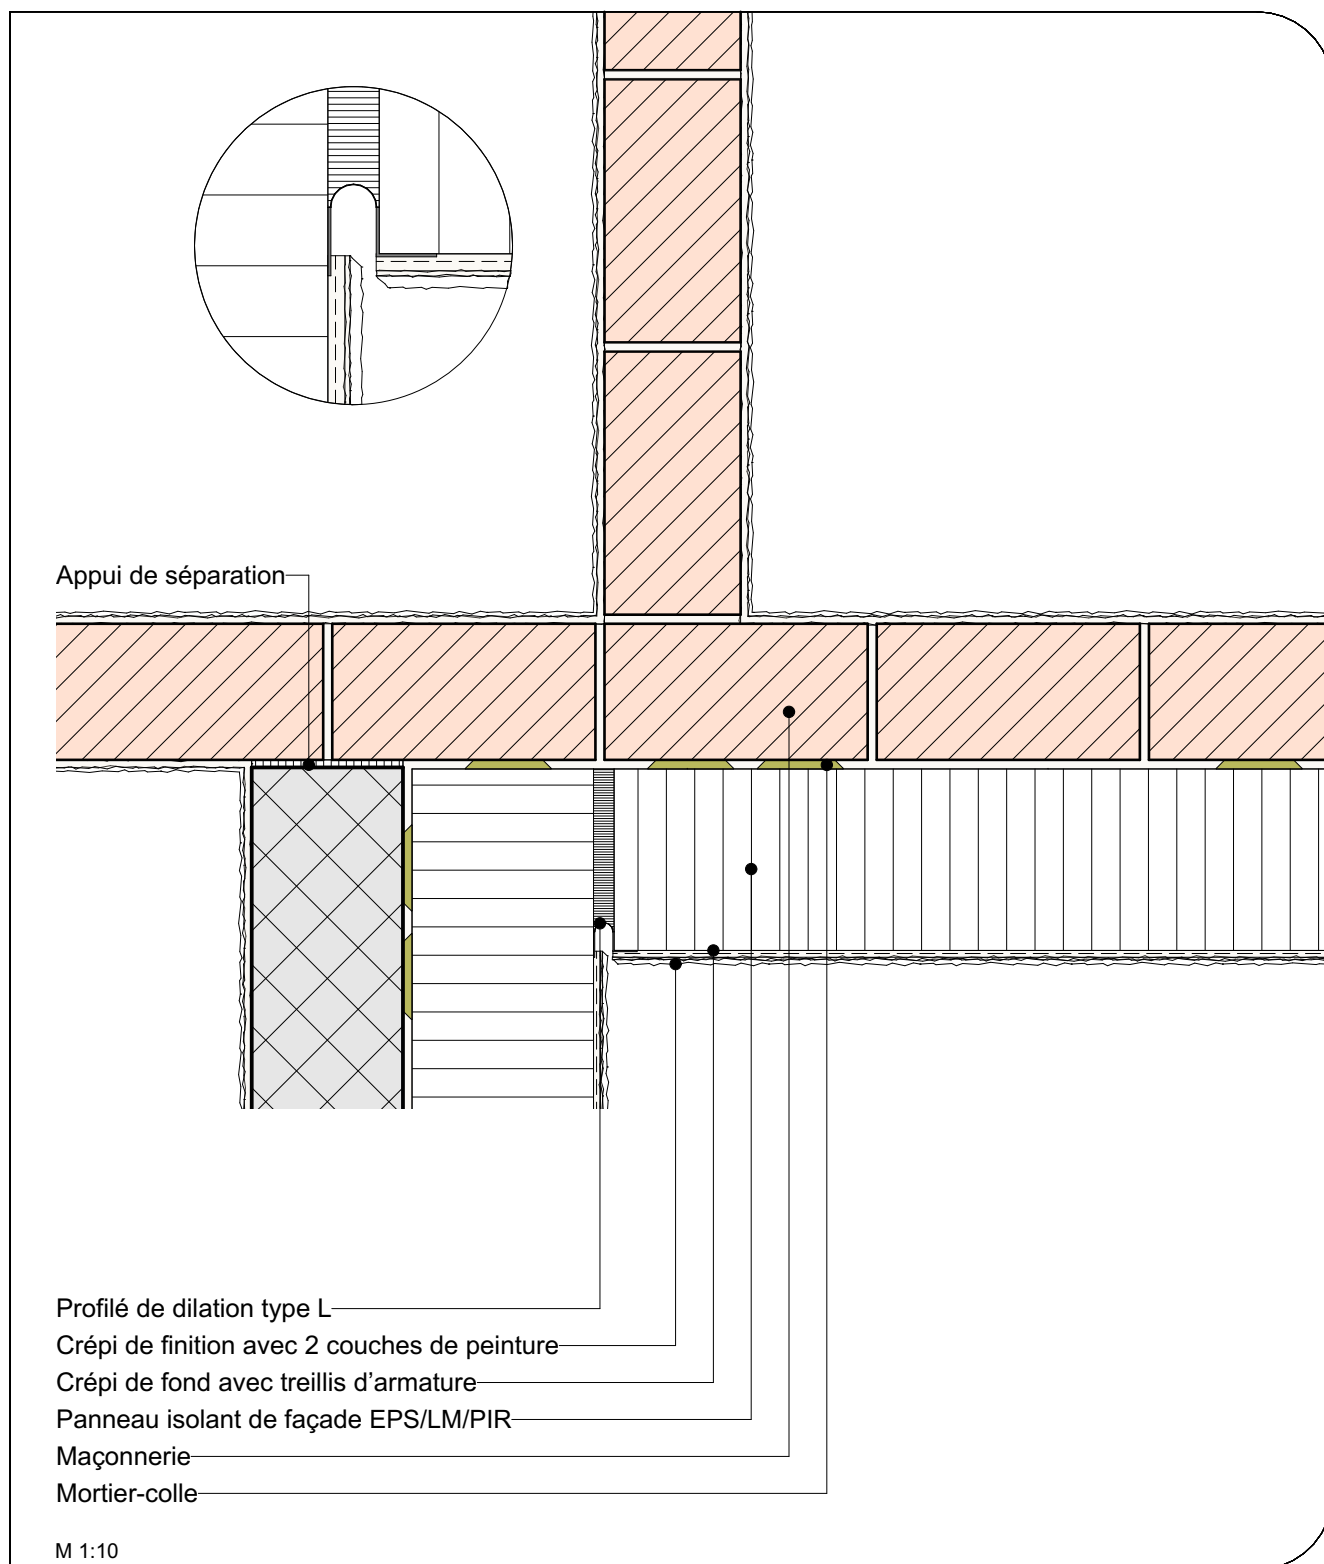 Appui de séparation
Profilé de dilation type L
Crépi de finition avec 2 couches de peinture
Crépi de fond avec treillis d'armature
Panneau isolant de façade EPS/LM/PIR
Maçonnerie
Mortier-colle
M 1:10